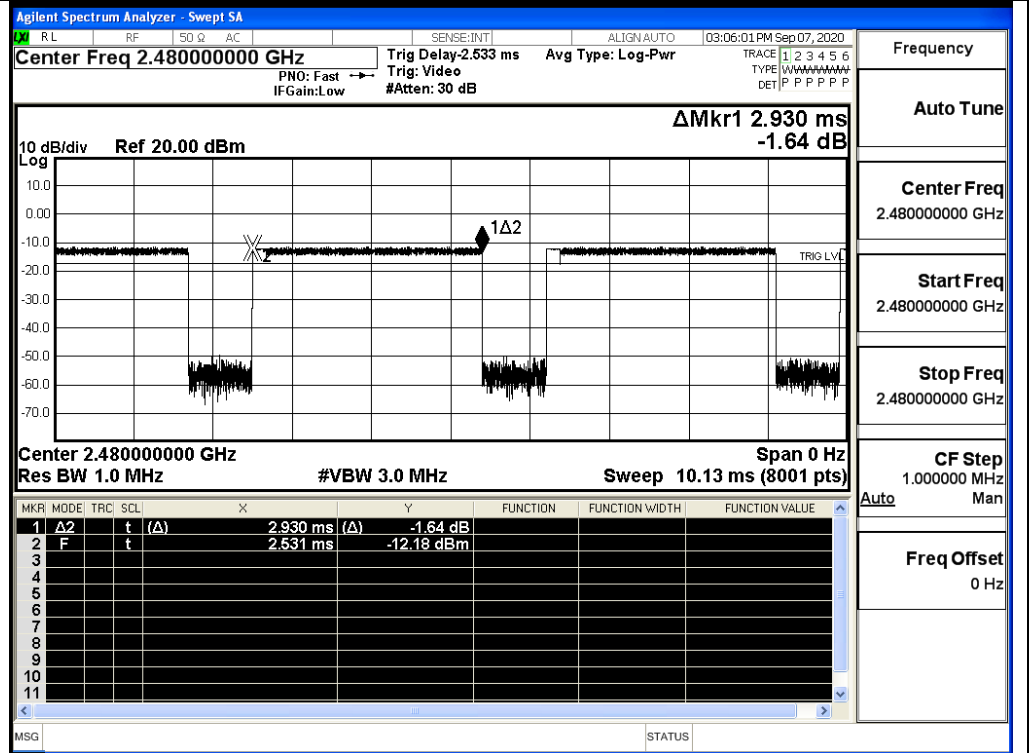 Agilent Spectrum Analyzer - Swept SA
LXI RL RF 50 Ω AC SENSE:INT ALIGN AUTO 03:06:01 PM Sep 07, 2020
Center Freq 2.480000000 GHz
PNO: Fast
IFGain:Low
Trig Delay-2.533 ms
Trig: Video
#Atten: 30 dB
Avg Type: Log-Pwr
TRACE 1 2 3 4 5 6
TYPE WWWWWW
DET P P P P P P
ΔMkr1 2.930 ms
-1.64 dB
10 dB/div Ref 20.00 dBm
Log
10.0
0.00
-10.0
-20.0
-30.0
-40.0
-50.0
-60.0
-70.0
X2
1Δ2
TRIG LVL
Center 2.480000000 GHz Span 0 Hz
Res BW 1.0 MHz #VBW 3.0 MHz Sweep 10.13 ms (8001 pts)
MKR MODE TRC SCL X Y FUNCTION FUNCTION WIDTH FUNCTION VALUE
1 Δ2 t (Δ) 2.930 ms (Δ) -1.64 dB
2 F t 2.531 ms -12.18 dBm
3
4
5
6
7
8
9
10
11
MSG STATUS
Frequency
Auto Tune
Center Freq
2.480000000 GHz
Start Freq
2.480000000 GHz
Stop Freq
2.480000000 GHz
CF Step
1.000000 MHz
Auto Man
Freq Offset
0 Hz